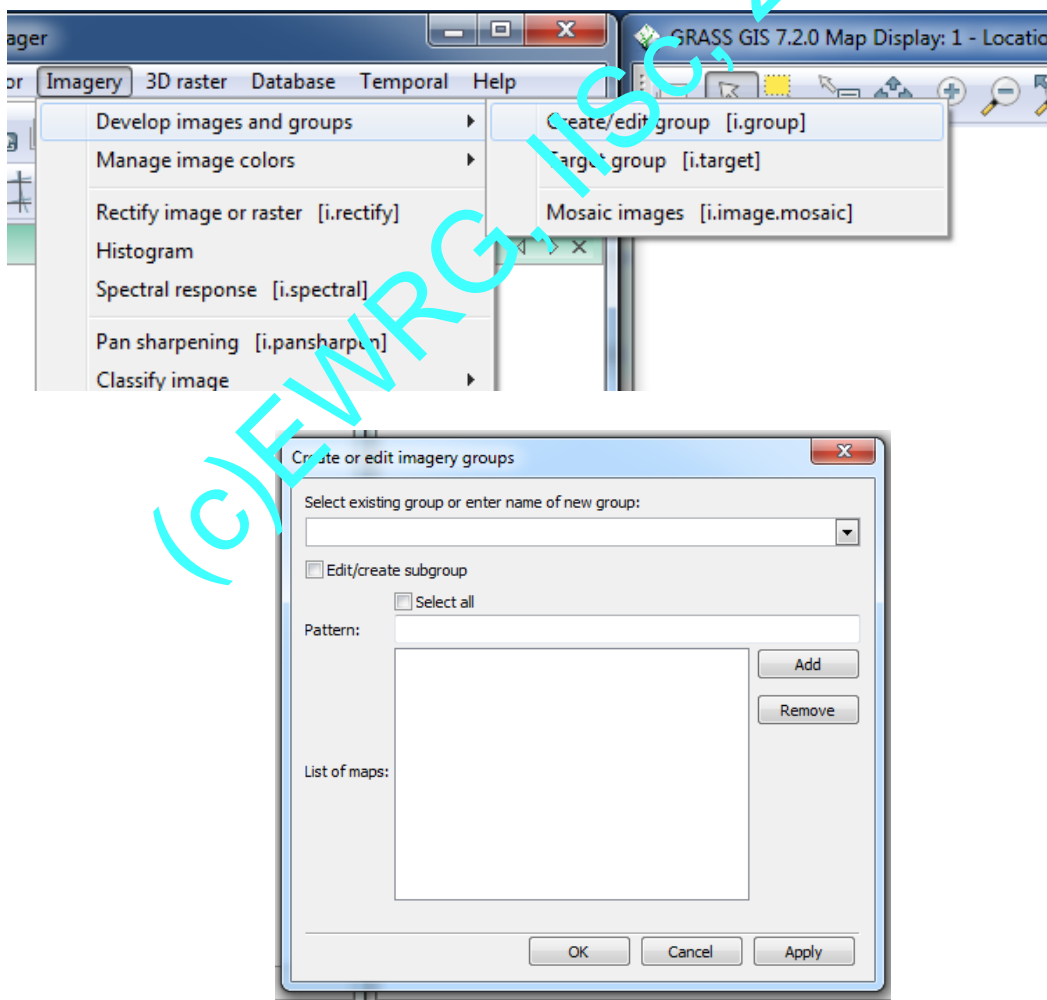 ager
GRASS GIS 7.2.0 Map Display: 1 - Locatio
or Imagery 3D raster Database Temporal Help
Develop images and groups
Create/edit group [i.group]
Manage image colors
Target group [i.target]
Rectify image or raster [i.rectify]
Mosaic images [i.image.mosaic]
Histogram
Spectral response [i.spectral]
Pan sharpening [i.pansharpen]
Classify image
(c)EWRG, IISc, 2
Create or edit imagery groups
Select existing group or enter name of new group:
Edit/create subgroup
Select all
Pattern:
Add
Remove
List of maps:
OK Cancel Apply